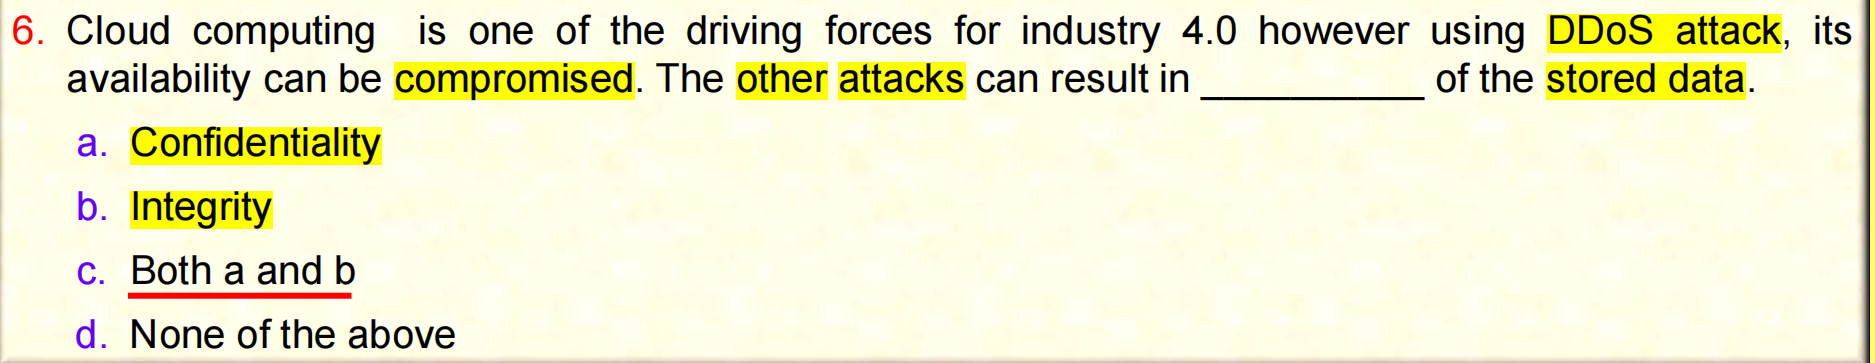 6. Cloud computing is one of the driving forces for industry 4.0 however using DDoS attack, its
availability can be compromised. The other attacks can result in __________ of the stored data.
a. Confidentiality
b. Integrity
c. Both a and b
d. None of the above